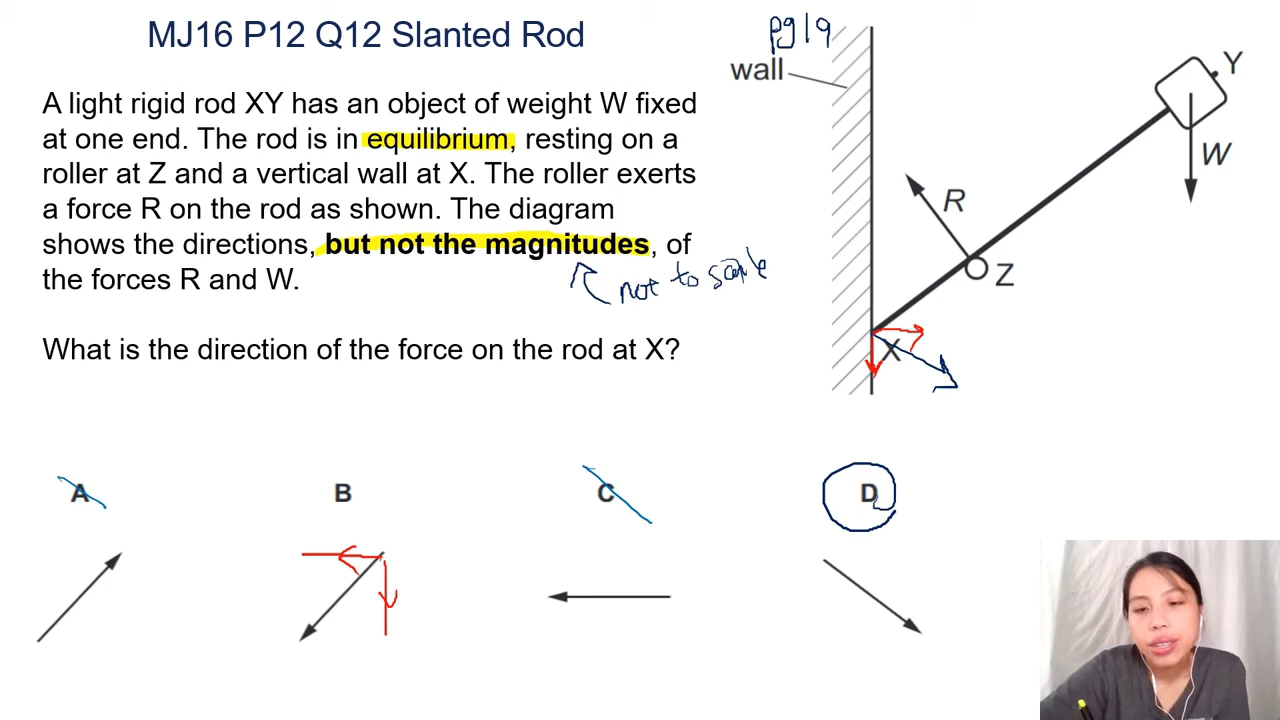 MJ16 P12 Q12 Slanted Rod
pg 19
wall
Y
A light rigid rod XY has an object of weight W fixed
at one end. The rod is in equilibrium, resting on a
roller at Z and a vertical wall at X. The roller exerts
a force R on the rod as shown. The diagram
shows the directions, but not the magnitudes, of
the forces R and W.
not to scale
W
R
Z
X
What is the direction of the force on the rod at X?
A
B
C
D